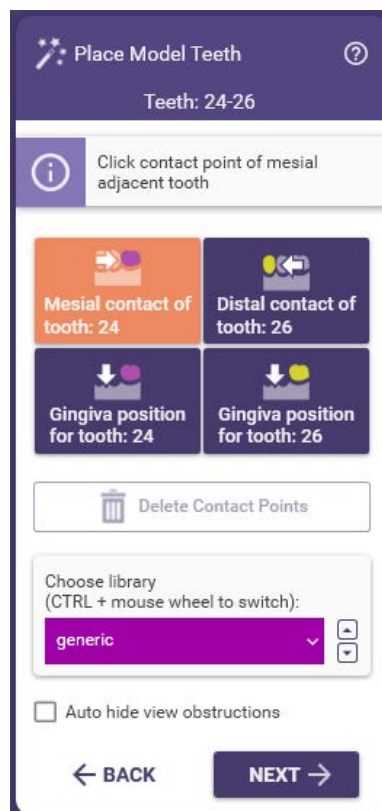 Place Model Teeth
Teeth: 24-26
Click contact point of mesial
adjacent tooth
Mesial contact of
tooth: 24
Distal contact of
tooth: 26
Gingiva position
for tooth: 24
Gingiva position
for tooth: 26
Delete Contact Points
Choose library
(CTRL + mouse wheel to switch):
generic
Auto hide view obstructions
BACK
NEXT